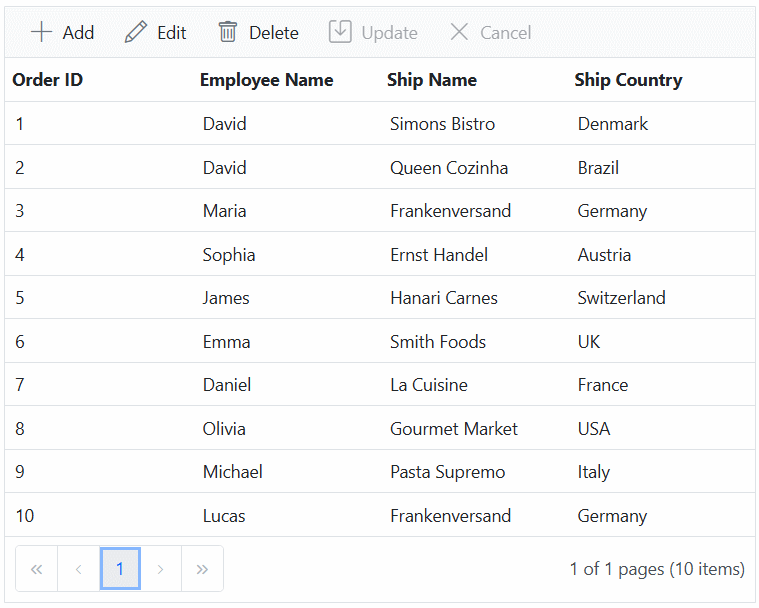 Add Edit Delete Update Cancel
Order ID Employee Name Ship Name Ship Country
1 David Simons Bistro Denmark
2 David Queen Cozinha Brazil
3 Maria Frankenversand Germany
4 Sophia Ernst Handel Austria
5 James Hanari Carnes Switzerland
6 Emma Smith Foods UK
7 Daniel La Cuisine France
8 Olivia Gourmet Market USA
9 Michael Pasta Supremo Italy
10 Lucas Frankenversand Germany
« ‹ 1 › » 1 of 1 pages (10 items)